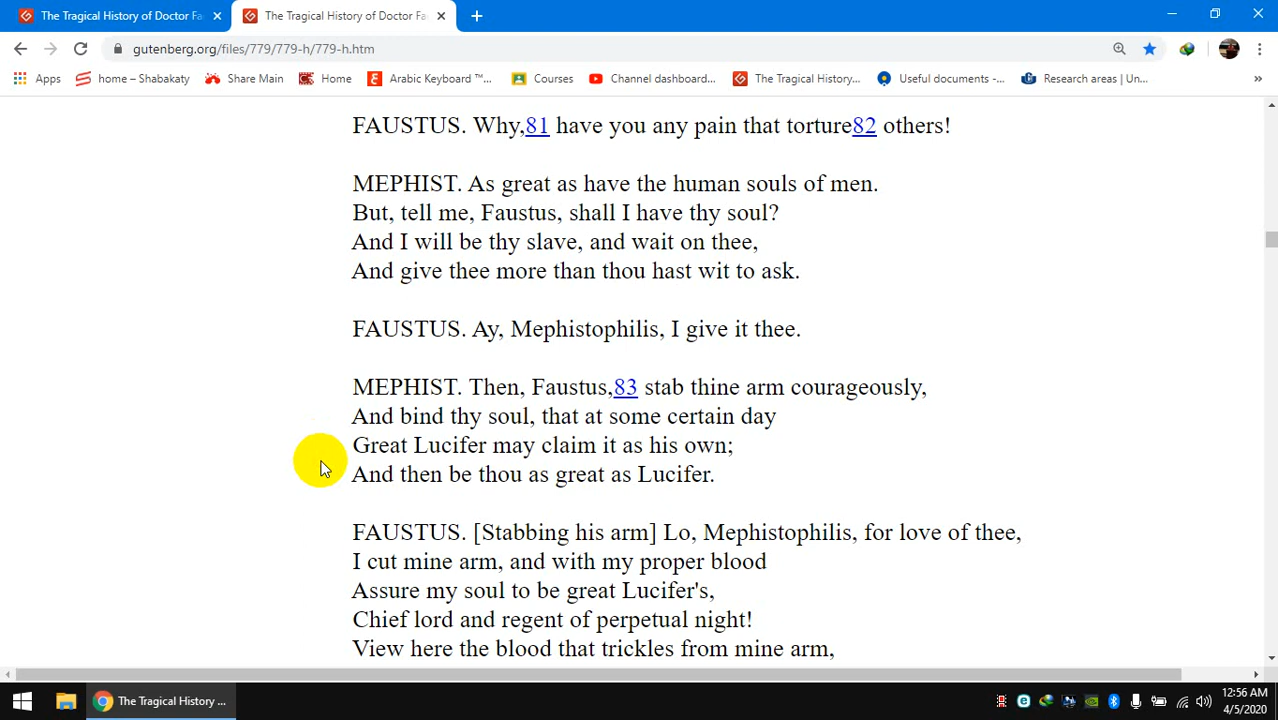 The Tragical History of Doctor Fa
The Tragical History of Doctor Fa
gutenberg.org/files/779/779-h/779-h.htm
Apps home – Shabakaty Share Main Home Arabic Keyboard ™... Courses Channel dashboard... The Tragical History... Useful documents -... Research areas | Un... »
FAUSTUS. Why,81 have you any pain that torture82 others!
MEPHIST. As great as have the human souls of men.
But, tell me, Faustus, shall I have thy soul?
And I will be thy slave, and wait on thee,
And give thee more than thou hast wit to ask.
FAUSTUS. Ay, Mephistophilis, I give it thee.
MEPHIST. Then, Faustus,83 stab thine arm courageously,
And bind thy soul, that at some certain day
Great Lucifer may claim it as his own;
And then be thou as great as Lucifer.
FAUSTUS. [Stabbing his arm] Lo, Mephistophilis, for love of thee,
I cut mine arm, and with my proper blood
Assure my soul to be great Lucifer's,
Chief lord and regent of perpetual night!
View here the blood that trickles from mine arm,
The Tragical History ...
12:56 AM
4/5/2020